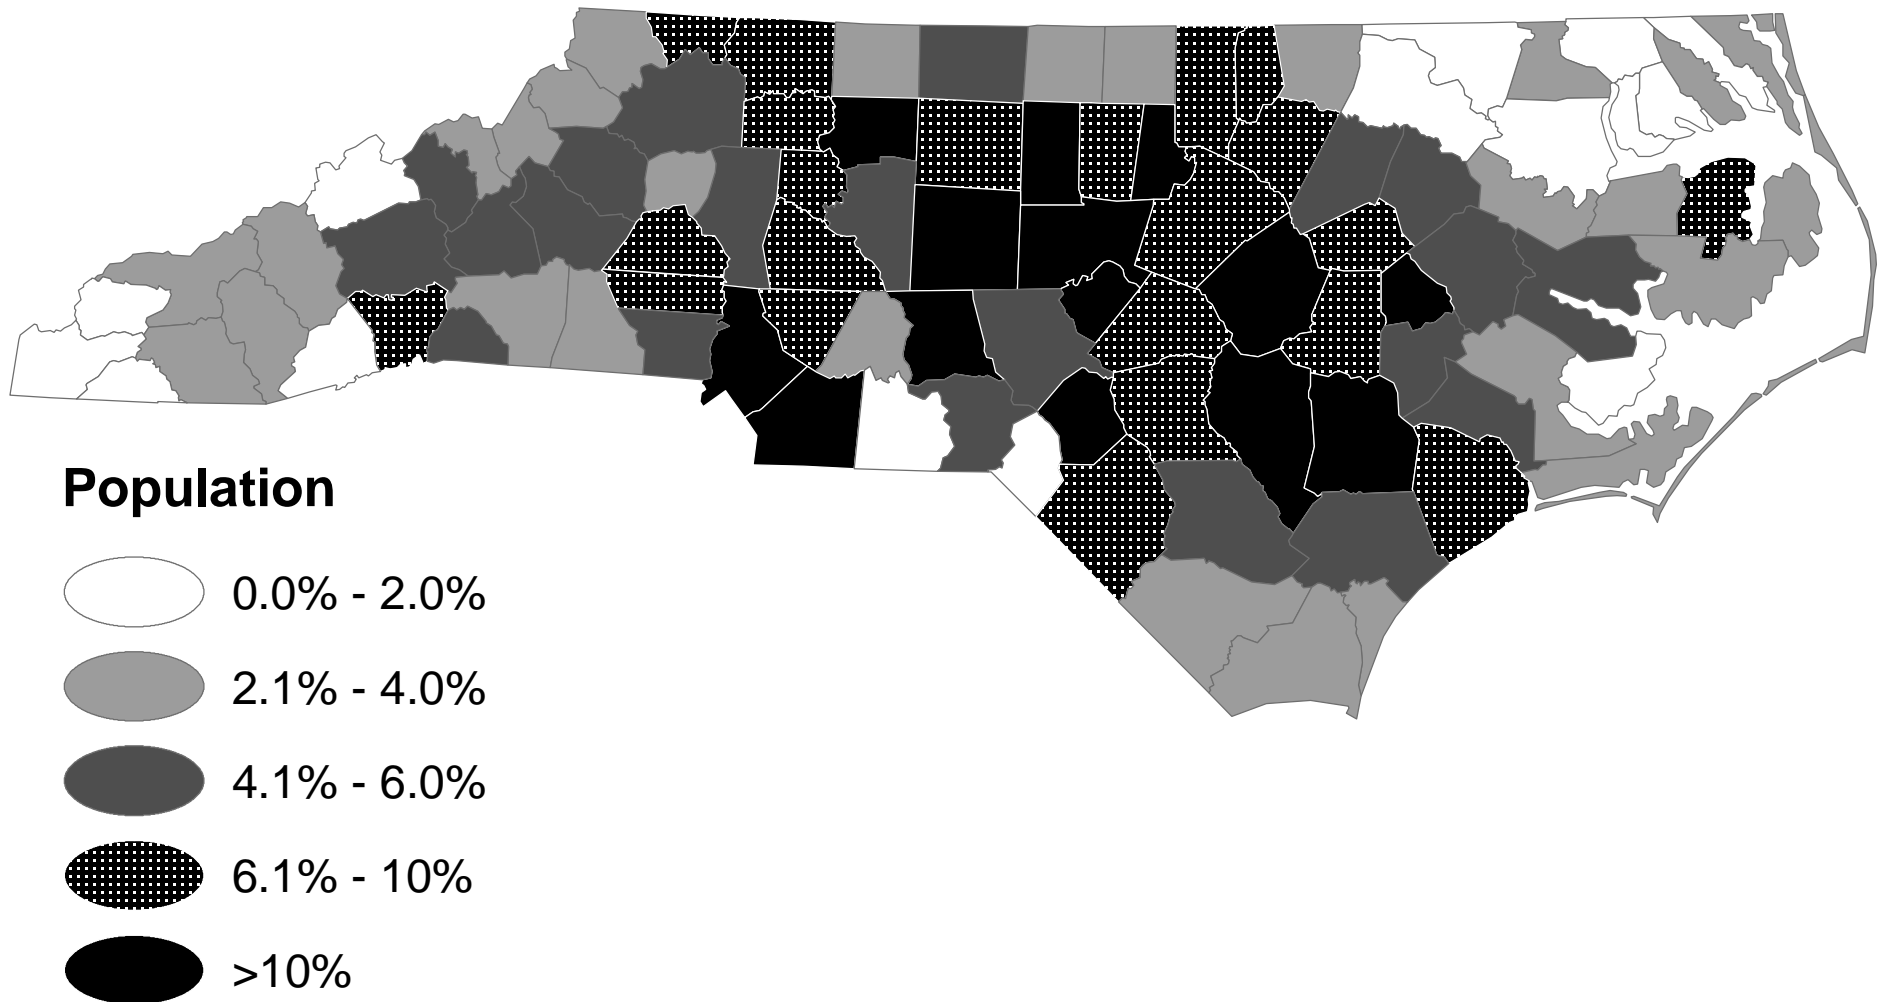 Population
0.0% - 2.0%
2.1% - 4.0%
4.1% - 6.0%
6.1% - 10%
>10%